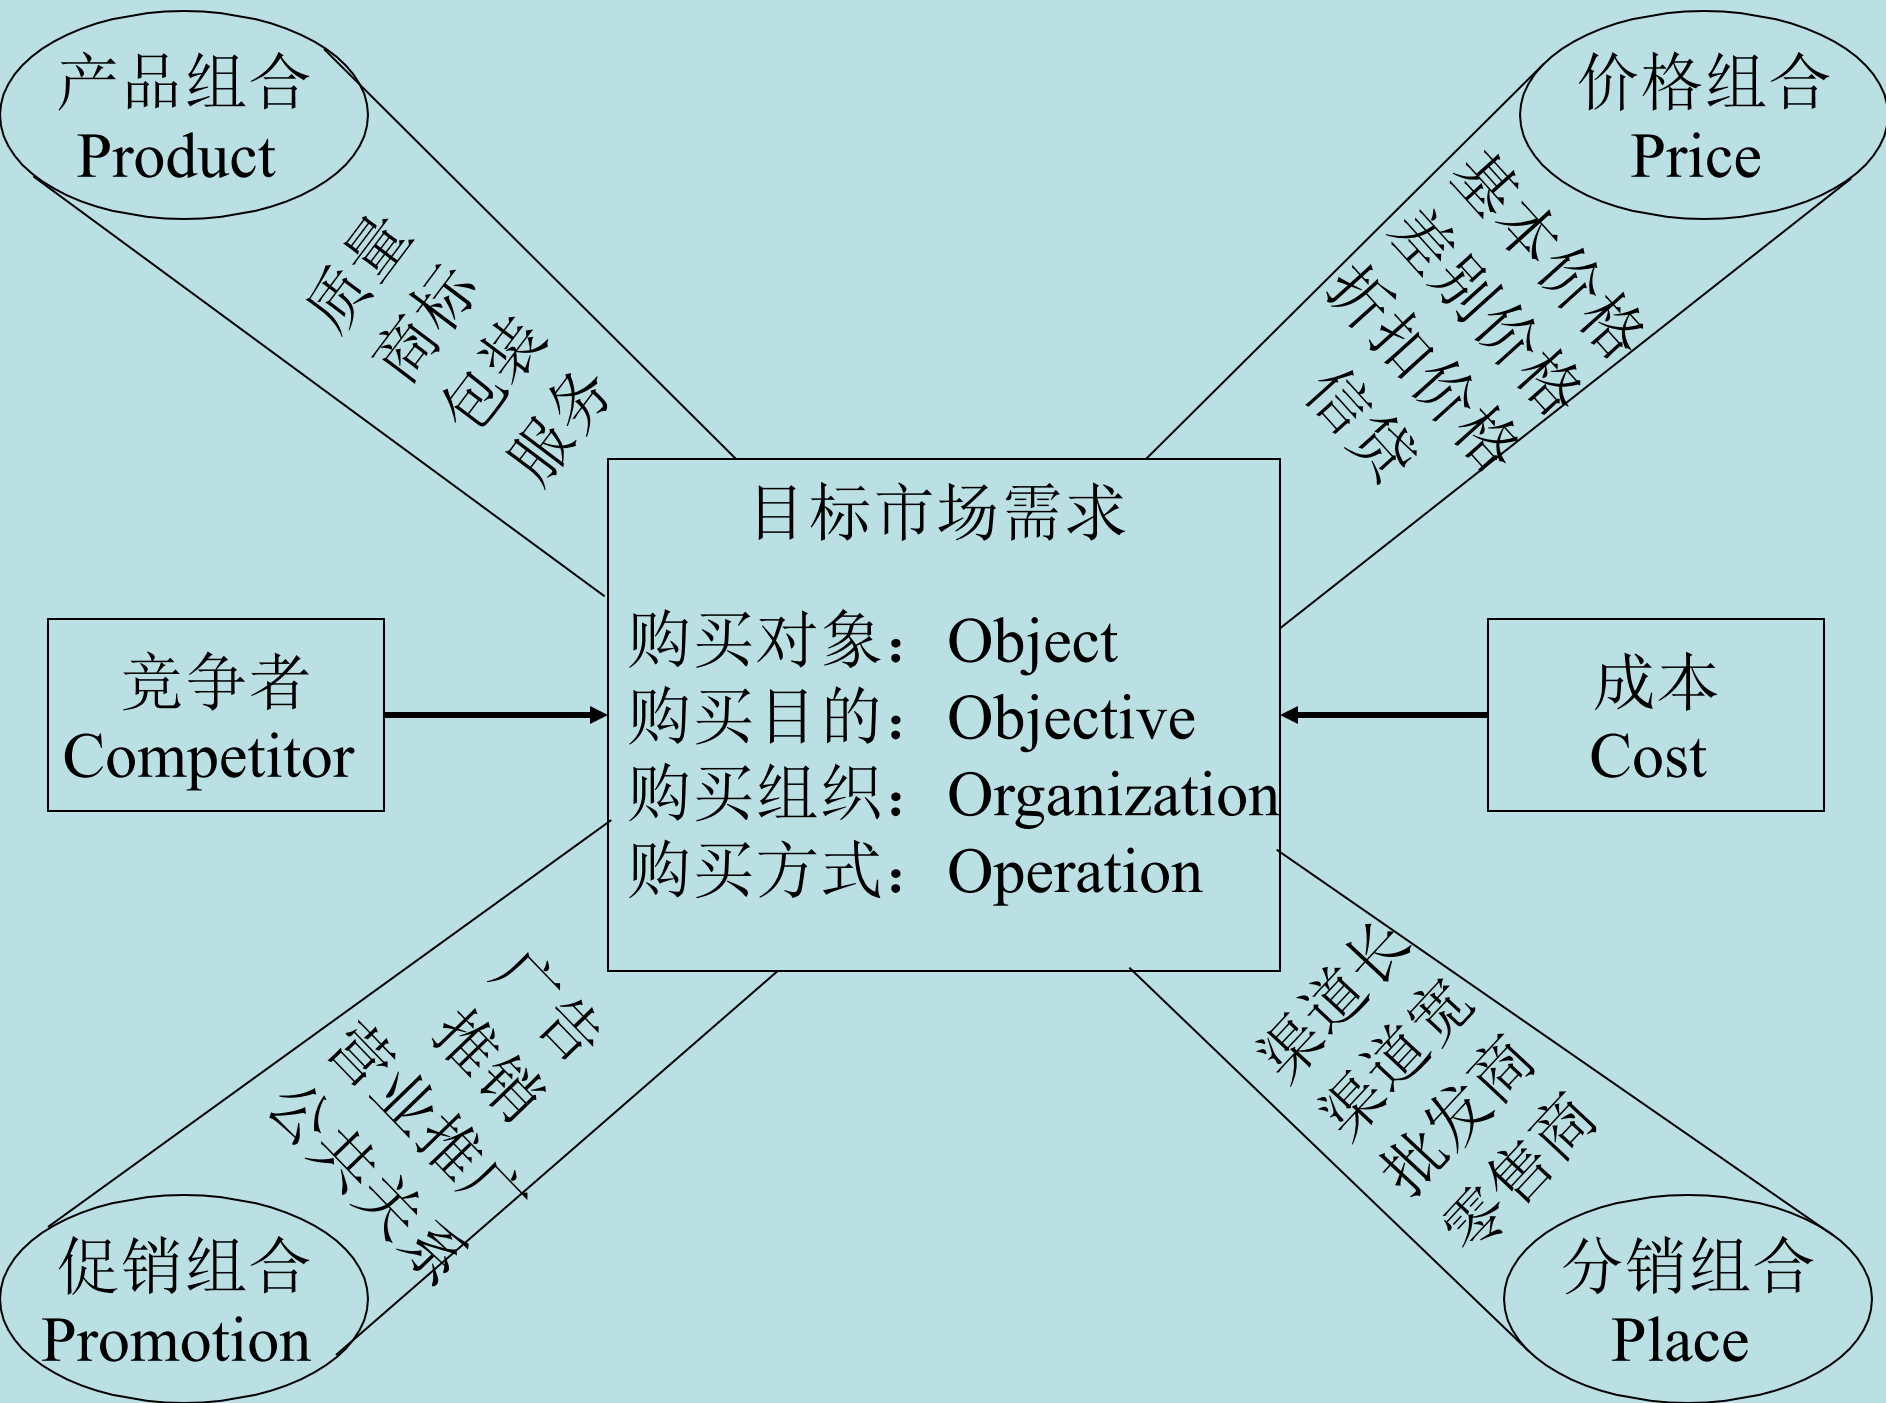 产品组合
Product
质量
商标
包装
服务
价格组合
Price
基本价格
差别价格
折扣价格
信贷
目标市场需求
购买对象：Object
购买目的：Objective
购买组织：Organization
购买方式：Operation
竞争者
Competitor
成本
Cost
广告
推销
营业推广
公共关系
促销组合
Promotion
渠道长
渠道宽
批发商
零售商
分销组合
Place